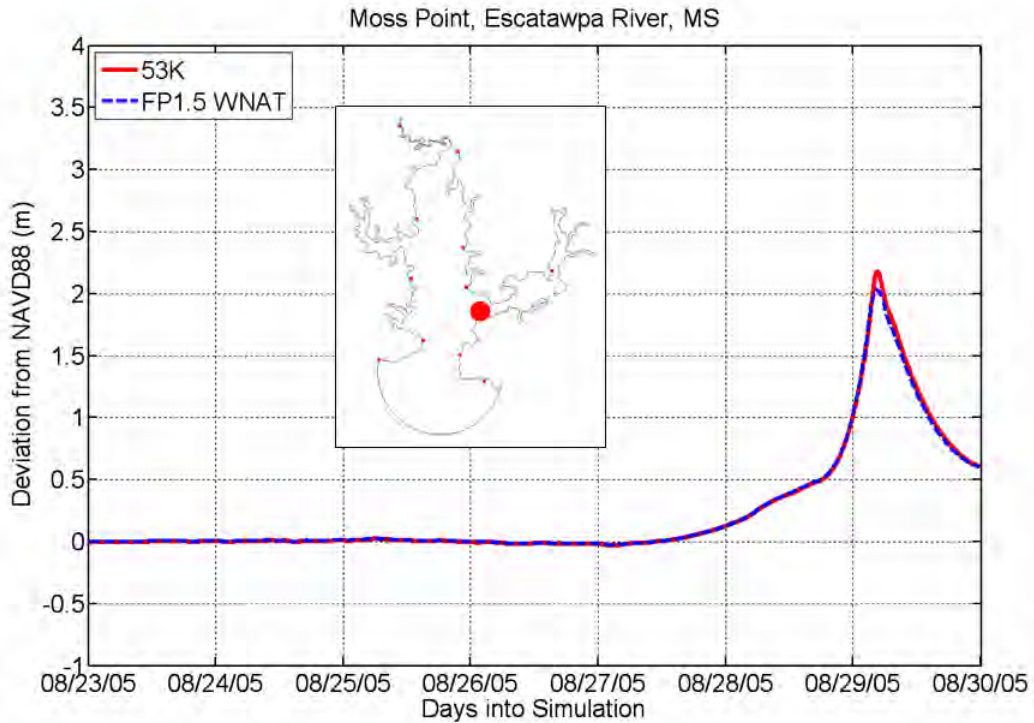 Moss Point, Escatawpa River, MS
53K
FP1.5 WNAT
4
3.5
3
2.5
2
1.5
1
0.5
0
-0.5
-1
Deviation from NAVD88 (m)
08/23/05 08/24/05 08/25/05 08/26/05 08/27/05 08/28/05 08/29/05 08/30/05
Days into Simulation